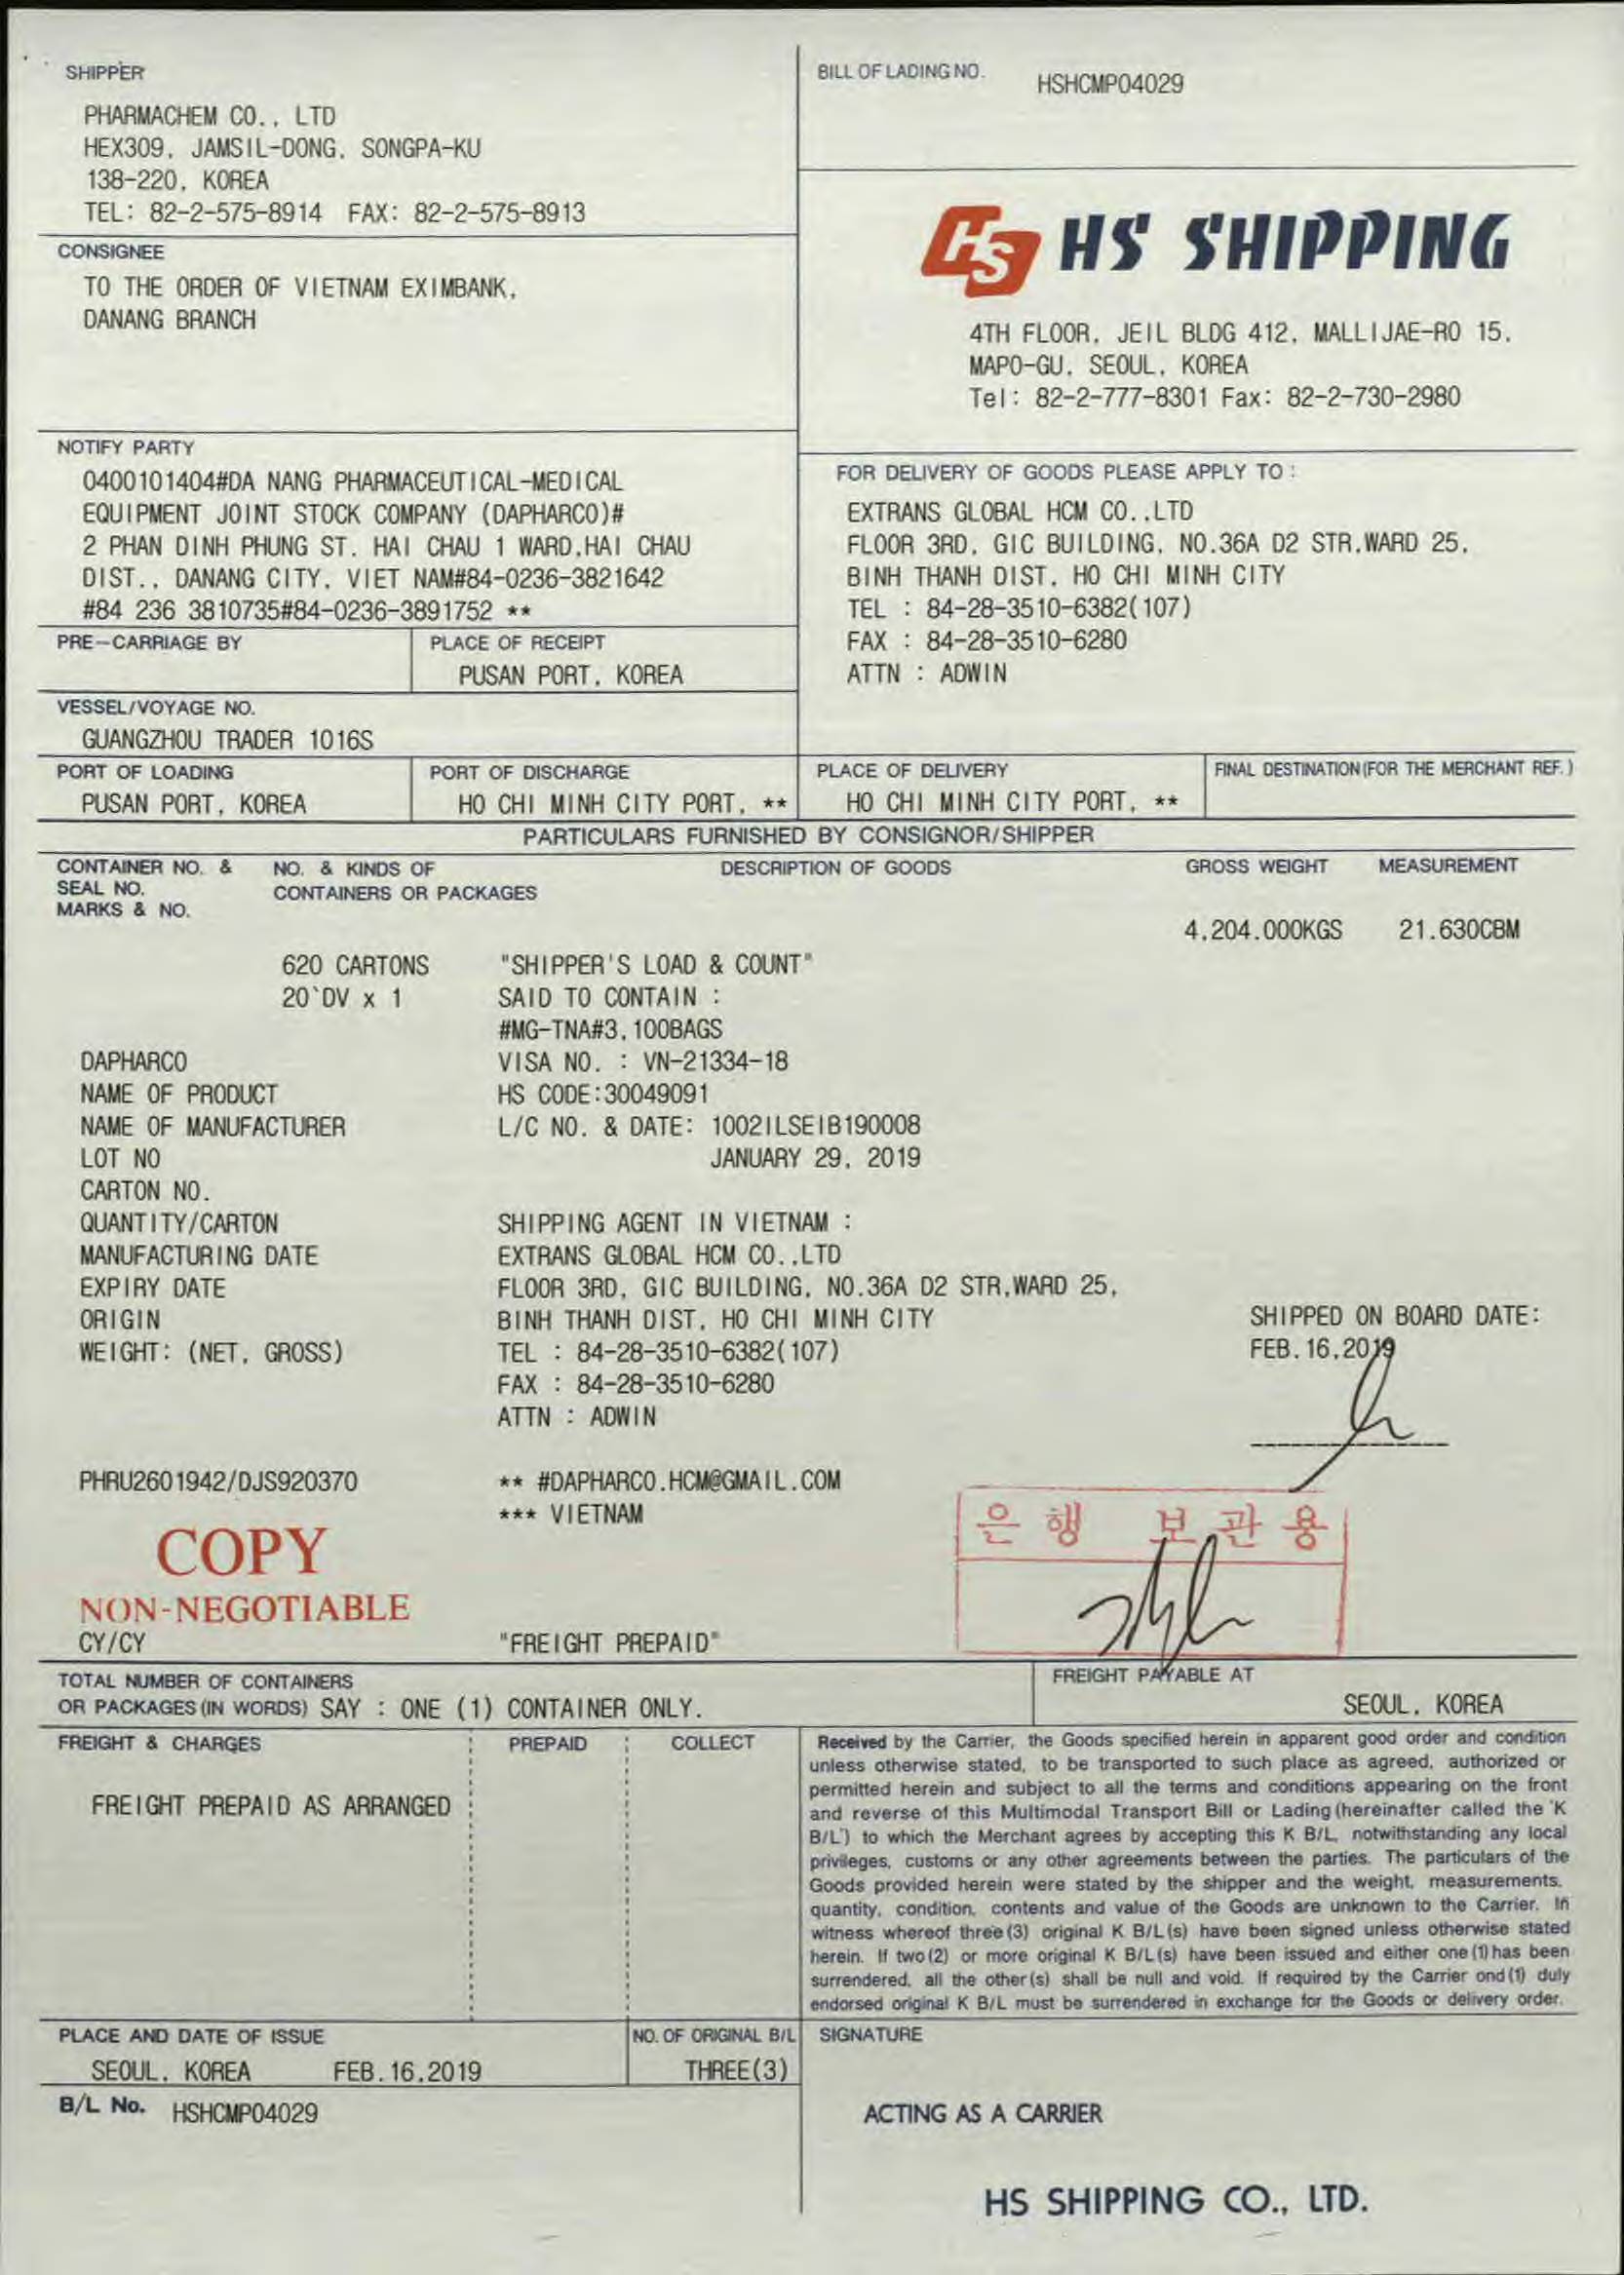 SHIPPER
PHARMACHEM CO., LTD
HEX309, JAMSIL-DONG, SONGPA-KU
138-220, KOREA
TEL: 82-2-575-8914 FAX: 82-2-575-8913
BILL OF LADING NO. HSHCMP04029
CONSIGNEE
TO THE ORDER OF VIETNAM EXIMBANK,
DANANG BRANCH
HS HS SHIPPING
4TH FLOOR, JEIL BLDG 412, MALLIJAE-RO 15,
MAPO-GU, SEOUL, KOREA
Tel: 82-2-777-8301 Fax: 82-2-730-2980
NOTIFY PARTY
0400101404#DA NANG PHARMACEUTICAL-MEDICAL
EQUIPMENT JOINT STOCK COMPANY (DAPHARCO)#
2 PHAN DINH PHUNG ST. HAI CHAU 1 WARD,HAI CHAU
DIST., DANANG CITY, VIET NAM#84-0236-3821642
#84 236 3810735#84-0236-3891752 **
FOR DELIVERY OF GOODS PLEASE APPLY TO :
EXTRANS GLOBAL HCM CO.,LTD
FLOOR 3RD, GIC BUILDING, NO.36A D2 STR,WARD 25,
BINH THANH DIST, HO CHI MINH CITY
TEL : 84-28-3510-6382(107)
FAX : 84-28-3510-6280
ATTN : ADWIN
PRE-CARRIAGE BY
PLACE OF RECEIPT
PUSAN PORT, KOREA
VESSEL/VOYAGE NO.
GUANGZHOU TRADER 1016S
PORT OF LOADING
PUSAN PORT, KOREA
PORT OF DISCHARGE
HO CHI MINH CITY PORT, **
PLACE OF DELIVERY
HO CHI MINH CITY PORT, **
FINAL DESTINATION(FOR THE MERCHANT REF.)
PARTICULARS FURNISHED BY CONSIGNOR/SHIPPER
CONTAINER NO. &
SEAL NO.
MARKS & NO.
NO. & KINDS OF
CONTAINERS OR PACKAGES
DESCRIPTION OF GOODS
GROSS WEIGHT
MEASUREMENT
4,204.000KGS 21.630CBM
620 CARTONS "SHIPPER'S LOAD & COUNT"
20`DV x 1 SAID TO CONTAIN :
#MG-TNA#3,100BAGS
DAPHARCO VISA NO. : VN-21334-18
NAME OF PRODUCT HS CODE:30049091
NAME OF MANUFACTURER L/C NO. & DATE: 1002ILSEIB190008
LOT NO JANUARY 29, 2019
CARTON NO.
QUANTITY/CARTON SHIPPING AGENT IN VIETNAM :
MANUFACTURING DATE EXTRANS GLOBAL HCM CO.,LTD
EXPIRY DATE FLOOR 3RD, GIC BUILDING, NO.36A D2 STR,WARD 25,
ORIGIN BINH THANH DIST, HO CHI MINH CITY
WEIGHT: (NET, GROSS) TEL : 84-28-3510-6382(107)
FAX : 84-28-3510-6280
ATTN : ADWIN
SHIPPED ON BOARD DATE:
FEB.16,2019
PHRU2601942/DJS920370 ** #DAPHARCO.HCM@GMAIL.COM
*** VIETNAM
은행 보관용
COPY
NON-NEGOTIABLE
CY/CY "FREIGHT PREPAID"
TOTAL NUMBER OF CONTAINERS
OR PACKAGES(IN WORDS) SAY : ONE (1) CONTAINER ONLY.
FREIGHT PAYABLE AT
SEOUL, KOREA
FREIGHT & CHARGES PREPAID COLLECT
FREIGHT PREPAID AS ARRANGED
Received by the Carrier, the Goods specified herein in apparent good order and condition
unless otherwise stated, to be transported to such place as agreed, authorized or
permitted herein and subject to all the terms and conditions appearing on the front
and reverse of this Multimodal Transport Bill or Lading(hereinafter called the 'K
B/L') to which the Merchant agrees by accepting this K B/L, notwithstanding any local
privileges, customs or any other agreements between the parties. The particulars of the
Goods provided herein were stated by the shipper and the weight, measurements,
quantity, condition, contents and value of the Goods are unknown to the Carrier. In
witness whereof three(3) original K B/L(s) have been signed unless otherwise stated
herein. If two(2) or more original K B/L(s) have been issued and either one(1) has been
surrendered, all the other(s) shall be null and void. If required by the Carrier ond(1) duly
endorsed original K B/L must be surrendered in exchange for the Goods or delivery order.
PLACE AND DATE OF ISSUE
SEOUL, KOREA FEB.16,2019
NO. OF ORIGINAL B/L
THREE(3)
SIGNATURE
B/L No. HSHCMP04029
ACTING AS A CARRIER
HS SHIPPING CO., LTD.